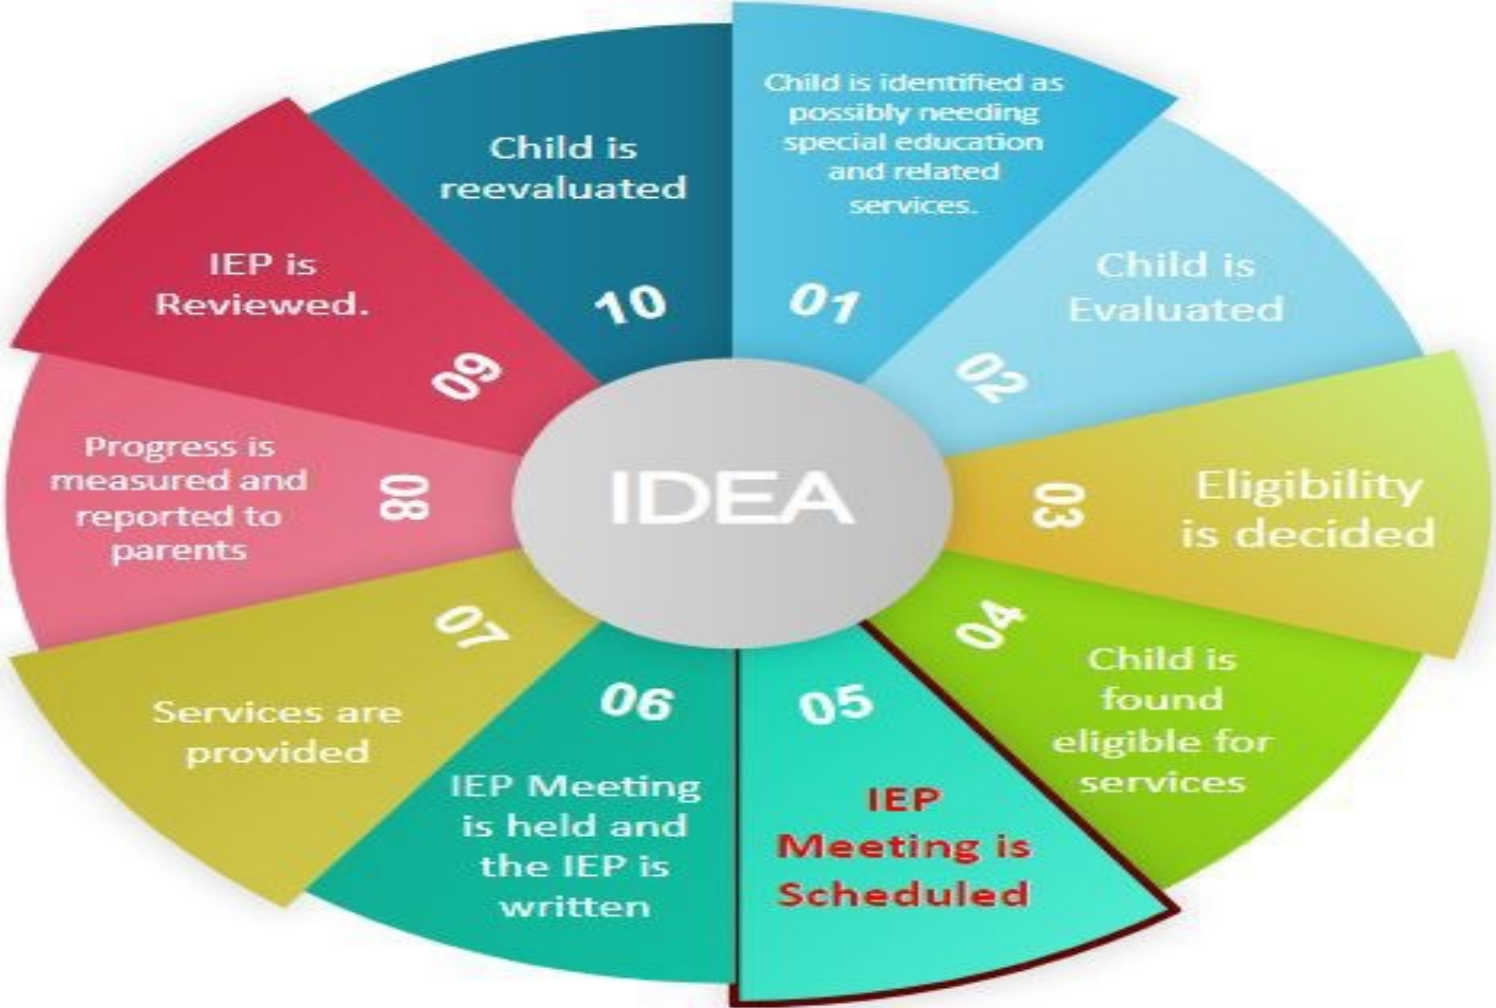 Child is identified as
possibly needing
special education
and related
services.
01
Child is
Evaluated
02
Eligibility
is decided
03
04
Child is
found
eligible for
services
05
IEP
Meeting is
Scheduled
06
IEP Meeting
is held and
the IEP is
written
07
Services are
provided
08
Progress is
measured and
reported to
parents
IEP is
Reviewed.
09
Child is
reevaluated
10
IDEA